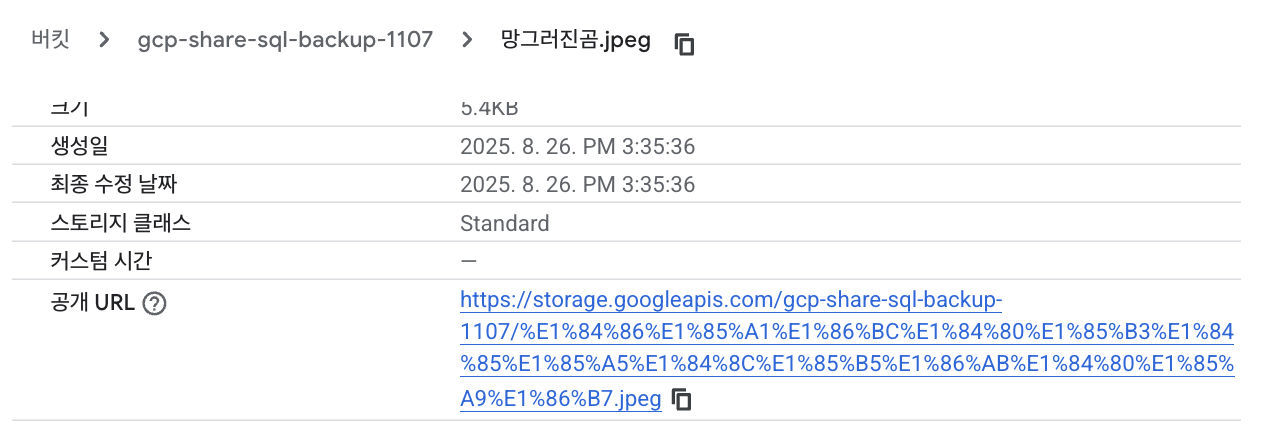 버킷 > gcp-share-sql-backup-1107 > 망그러진곰.jpeg
크기 5.4KB
생성일 2025. 8. 26. PM 3:35:36
최종 수정 날짜 2025. 8. 26. PM 3:35:36
스토리지 클래스 Standard
커스텀 시간 —
공개 URL ? https://storage.googleapis.com/gcp-share-sql-backup-
1107/%E1%84%86%E1%85%A1%E1%86%BC%E1%84%80%E1%85%B3%E1%84
%85%E1%85%A5%E1%84%8C%E1%85%B5%E1%86%AB%E1%84%80%E1%85%
A9%E1%86%B7.jpeg